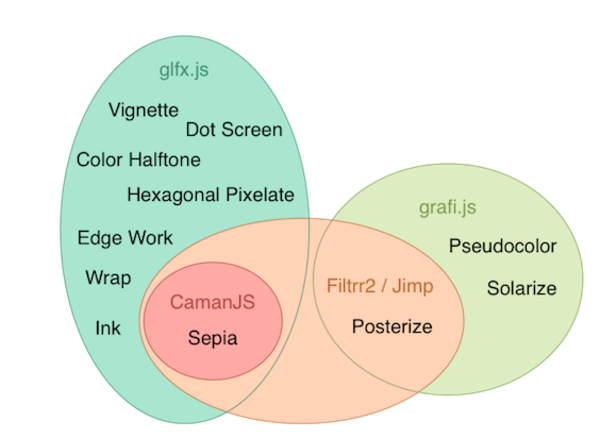 glfx.js
Vignette
Dot Screen
Color Halftone
Hexagonal Pixelate
Edge Work
Wrap
Ink
CamanJS
Sepia
Filtrr2 / Jimp
Posterize
grafi.js
Pseudocolor
Solarize